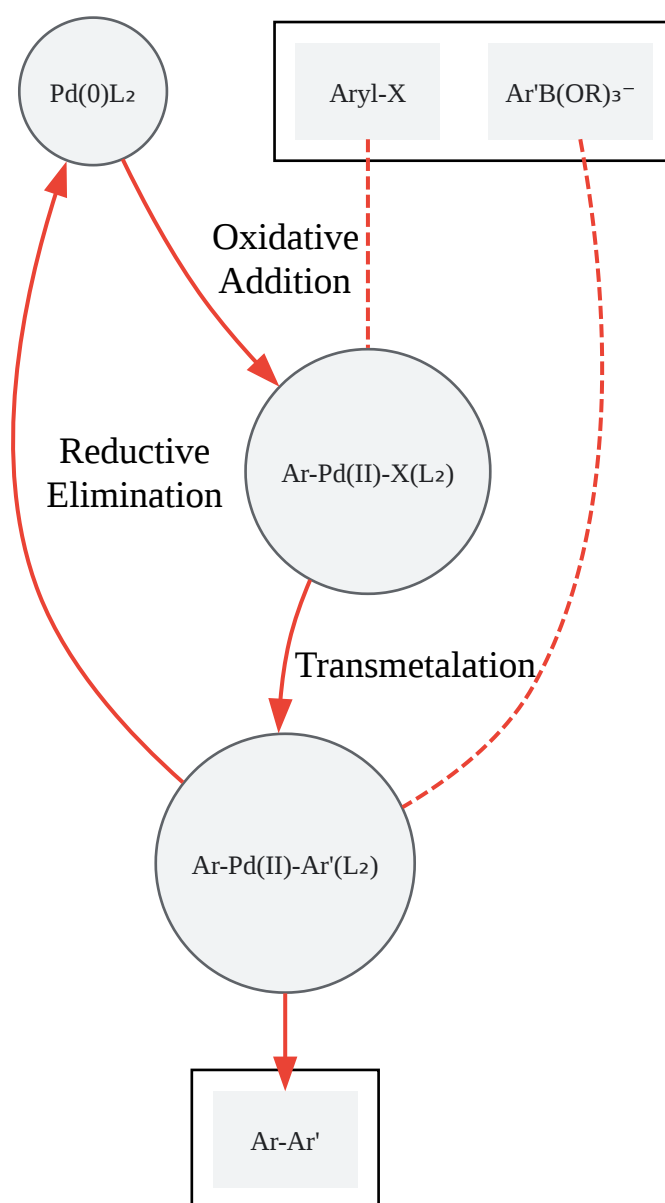 Pd(0)L₂
Aryl-X
Ar'B(OR)₃⁻
Oxidative
Addition
Reductive
Elimination
Ar-Pd(II)-X(L₂)
Transmetalation
Ar-Pd(II)-Ar'(L₂)
Ar-Ar'